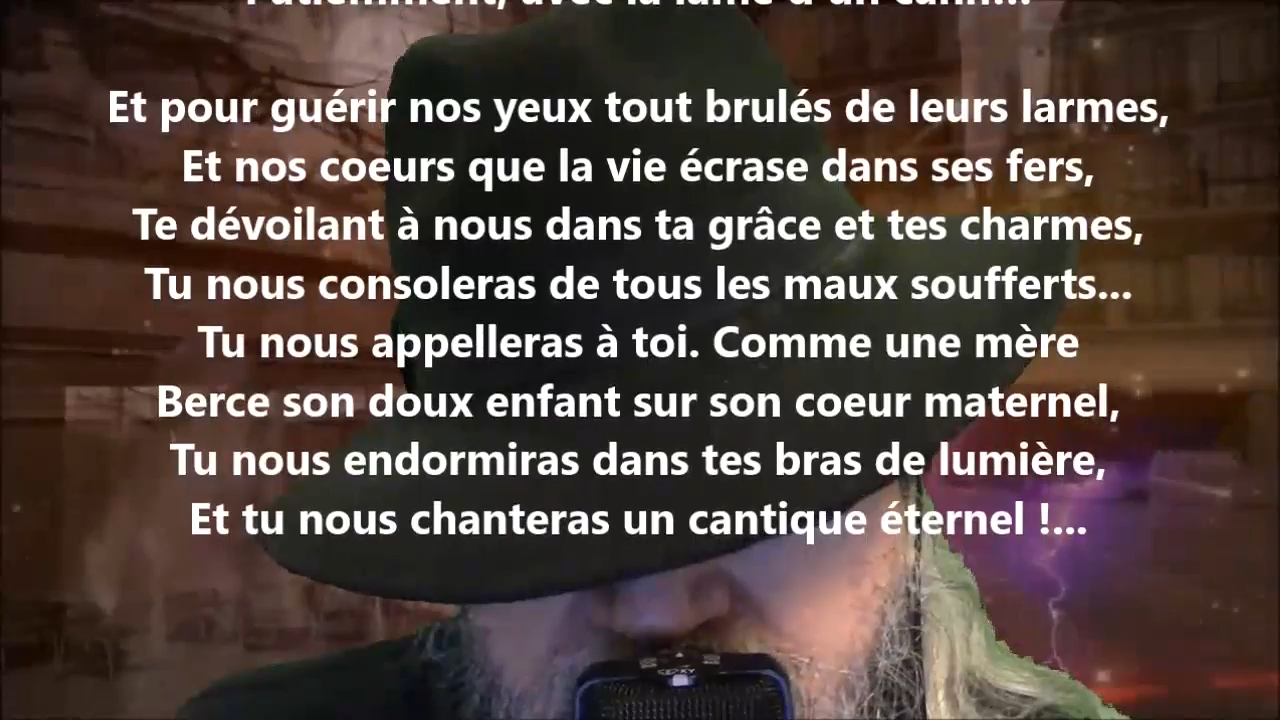 Et pour guérir nos yeux tout brulés de leurs larmes,
Et nos coeurs que la vie écrase dans ses fers,
Te dévoilant à nous dans ta grâce et tes charmes,
Tu nous consoleras de tous les maux soufferts...
Tu nous appelleras à toi. Comme une mère
Berce son doux enfant sur son coeur maternel,
Tu nous endormiras dans tes bras de lumière,
Et tu nous chanteras un cantique éternel !...